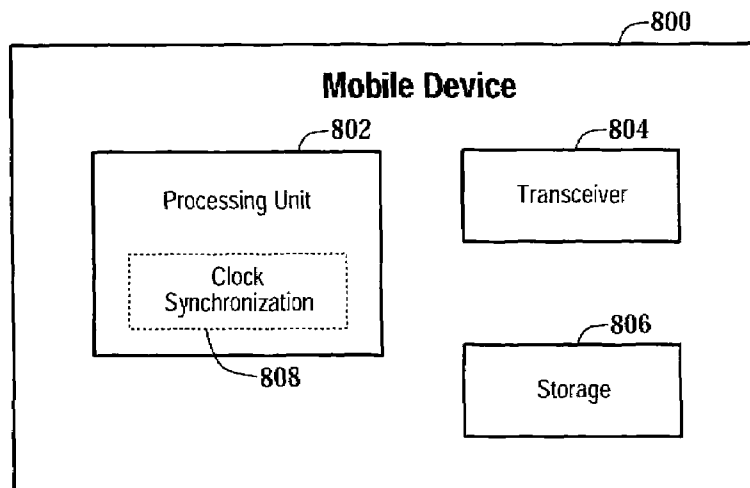 800
Mobile Device
802
804
Processing Unit
Transceiver
Clock
Synchronization
806
808
Storage